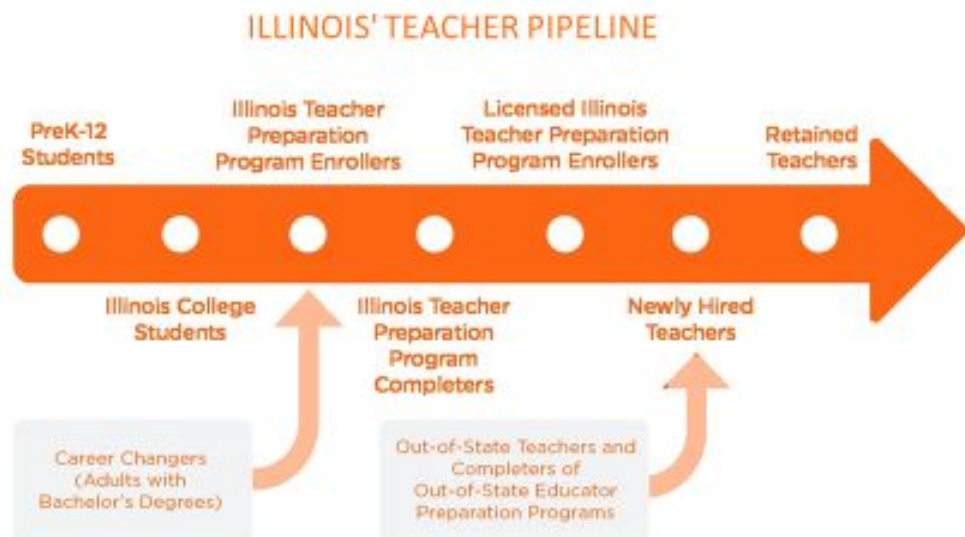 ILLINOIS' TEACHER PIPELINE
PreK-12
Students
Illinois Teacher
Preparation
Program Enrollers
Licensed Illinois
Teacher Preparation
Program Enrollers
Retained
Teachers
Illinois College
Students
Illinois Teacher
Preparation
Program
Completers
Newly Hired
Teachers
Career Changers
(Adults with
Bachelor's Degrees)
Out-of-State Teachers and
Completers of
Out-of-State Educator
Preparation Programs